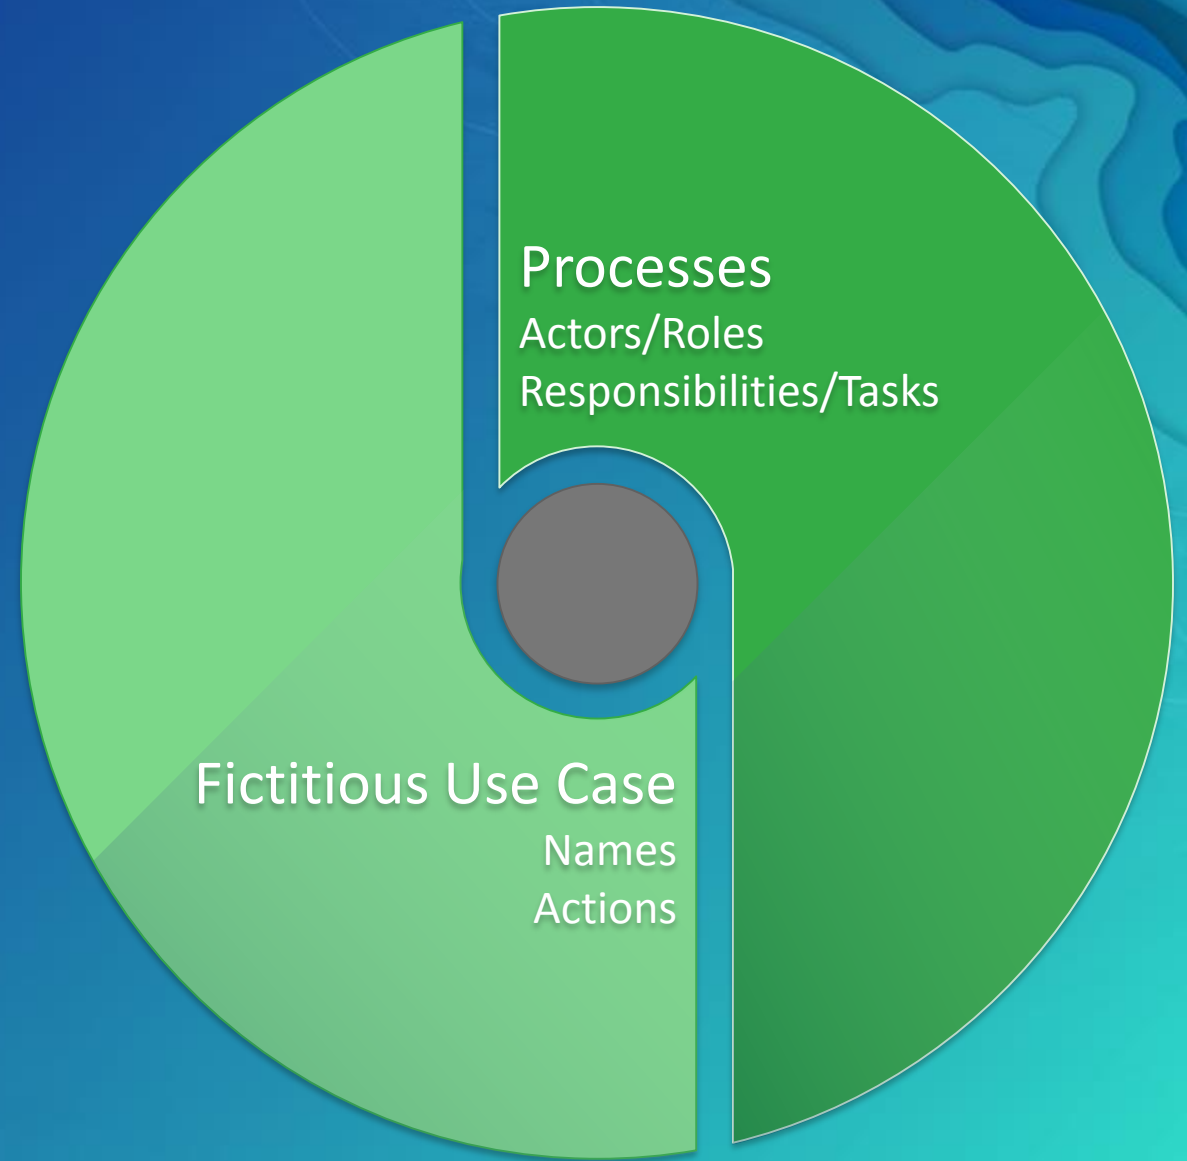 Processes
Actors/Roles
Responsibilities/Tasks
Fictitious Use Case
Names
Actions